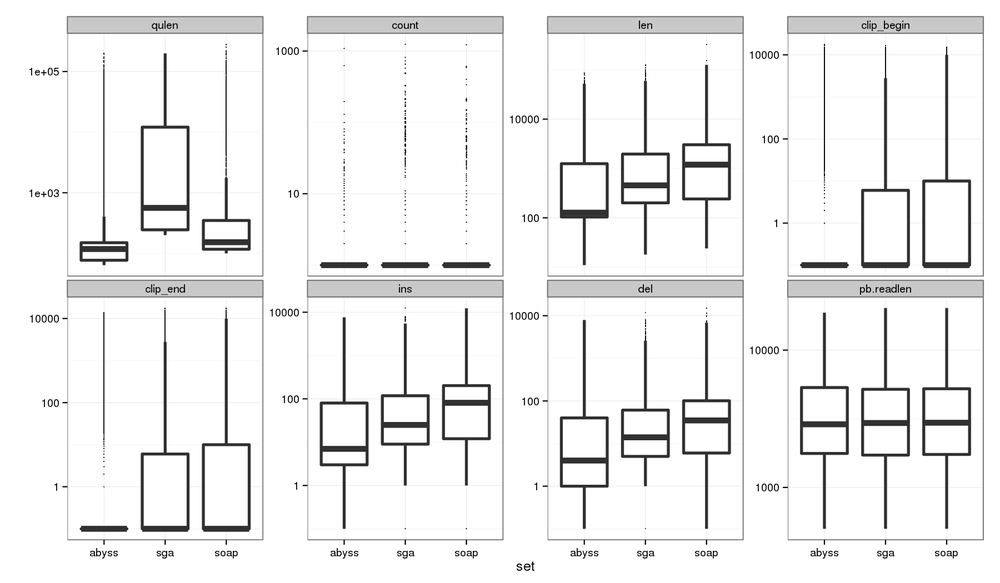 qulen
count
len
clip_begin
1e+05
1e+03
1000
10
10000
100
10000
100
1
clip_end
ins
del
pb.readlen
10000
100
1
10000
100
1
10000
100
1
10000
1000
abyss sga soap
abyss sga soap
abyss sga soap
abyss sga soap
set